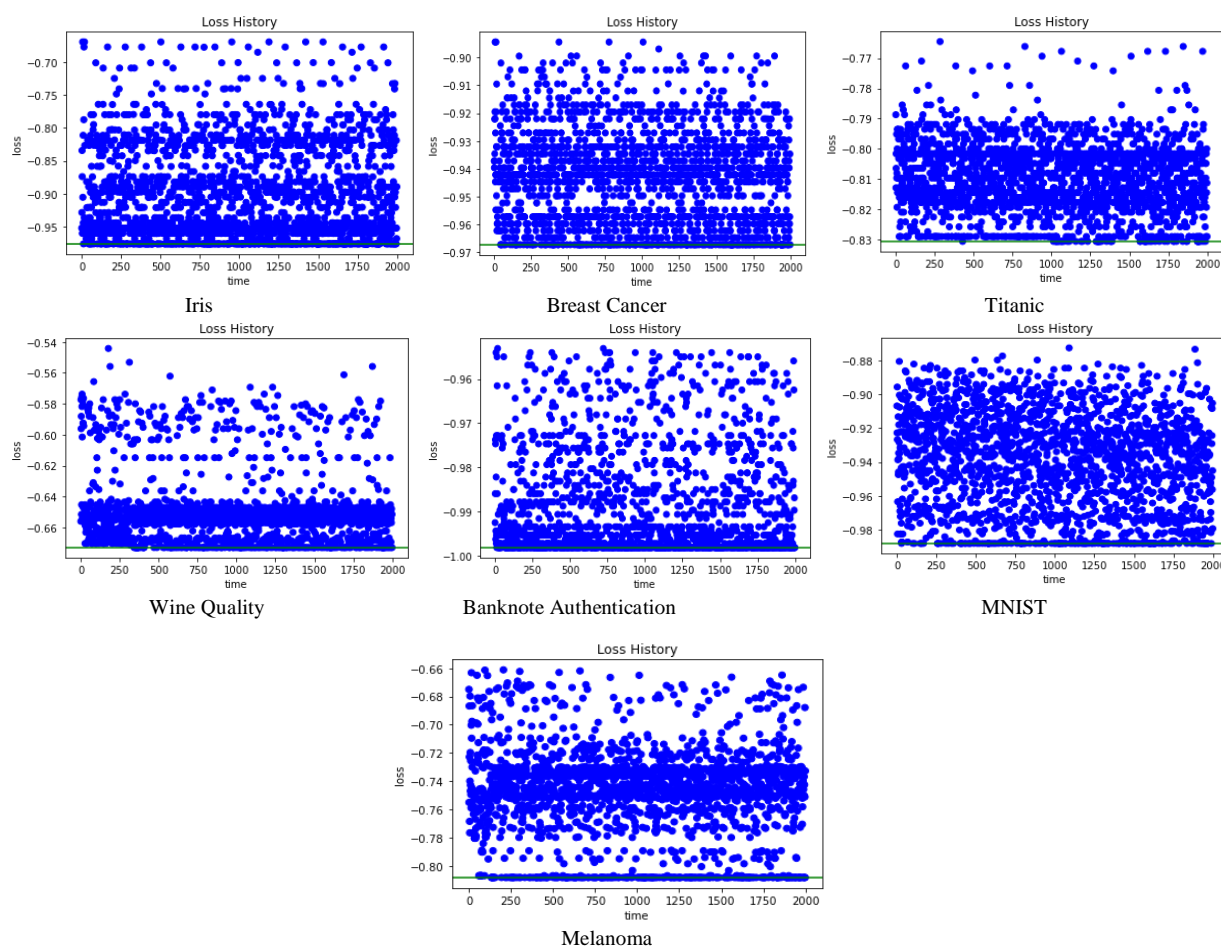 Loss History
−0.70
−0.75
−0.80
−0.85
−0.90
−0.95
loss
0 250 500 750 1000 1250 1500 1750 2000
time
Iris
Loss History
−0.90
−0.91
−0.92
−0.93
−0.94
−0.95
−0.96
−0.97
loss
0 250 500 750 1000 1250 1500 1750 2000
time
Breast Cancer
Loss History
−0.77
−0.78
−0.79
−0.80
−0.81
−0.82
−0.83
loss
0 250 500 750 1000 1250 1500 1750 2000
time
Titanic
Loss History
−0.54
−0.56
−0.58
−0.60
−0.62
−0.64
−0.66
loss
0 250 500 750 1000 1250 1500 1750 2000
time
Wine Quality
Loss History
−0.96
−0.97
−0.98
−0.99
−1.00
loss
0 250 500 750 1000 1250 1500 1750 2000
time
Banknote Authentication
Loss History
−0.88
−0.90
−0.92
−0.94
−0.96
−0.98
loss
0 250 500 750 1000 1250 1500 1750 2000
time
MNIST
Loss History
−0.66
−0.68
−0.70
−0.72
−0.74
−0.76
−0.78
−0.80
loss
0 250 500 750 1000 1250 1500 1750 2000
time
Melanoma